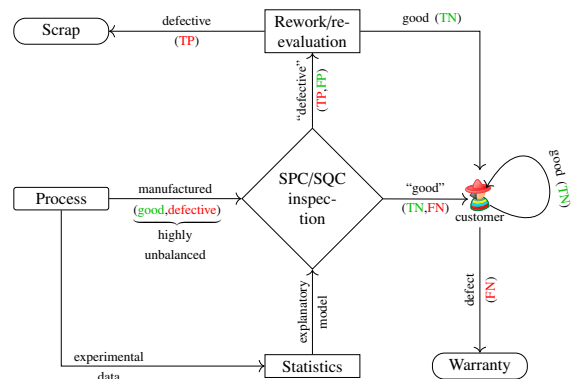 defective
(TP)
Scrap
Rework/re-
evaluation
good (TN)
"defective"
(TP,FP)
Process
manufactured
(good,defective)
highly
unbalanced
SPC/SQC
inspec-
tion
"good"
(TN,FN)
customer
good (TN)
explanatory
model
defect
(FN)
experimental
data
Statistics
Warranty